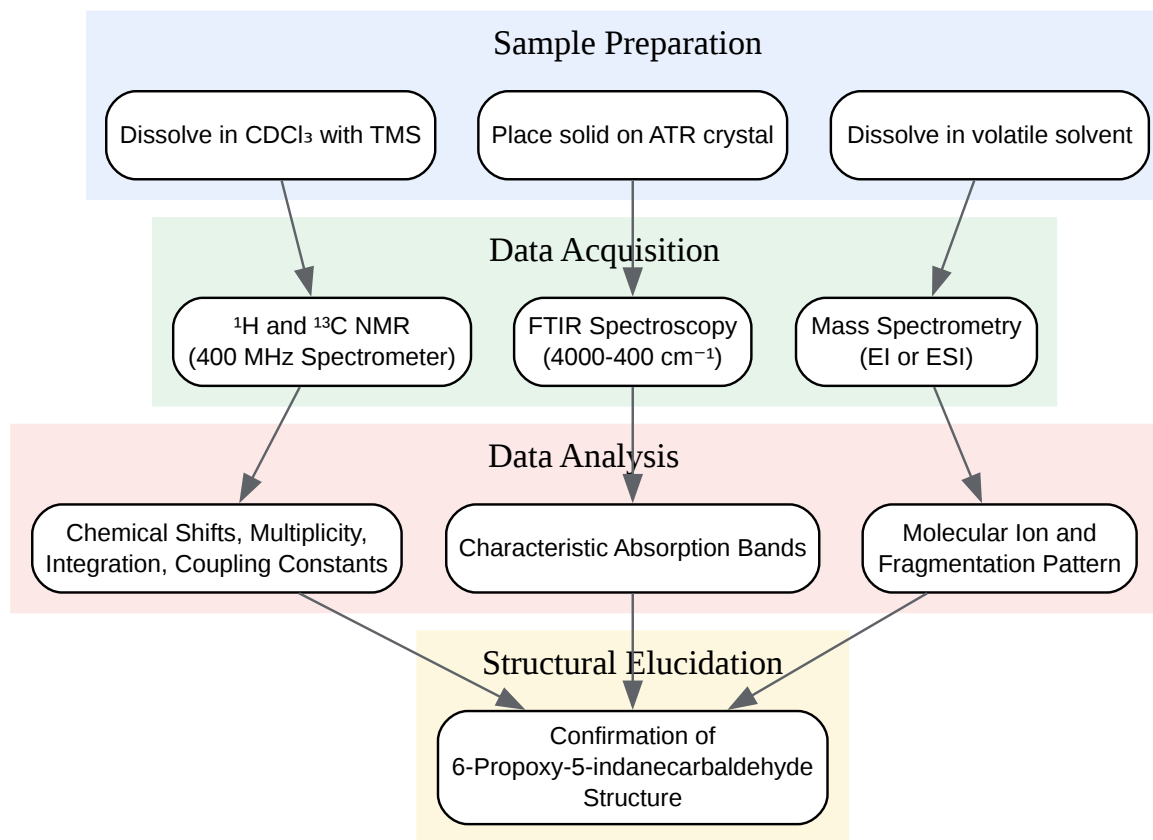 Sample Preparation
Dissolve in CDCl₃ with TMS
Place solid on ATR crystal
Dissolve in volatile solvent
Data Acquisition
¹H and ¹³C NMR
(400 MHz Spectrometer)
FTIR Spectroscopy
(4000-400 cm⁻¹)
Mass Spectrometry
(EI or ESI)
Data Analysis
Chemical Shifts, Multiplicity,
Integration, Coupling Constants
Characteristic Absorption Bands
Molecular Ion and
Fragmentation Pattern
Structural Elucidation
Confirmation of
6-Propoxy-5-indanecarbaldehyde
Structure